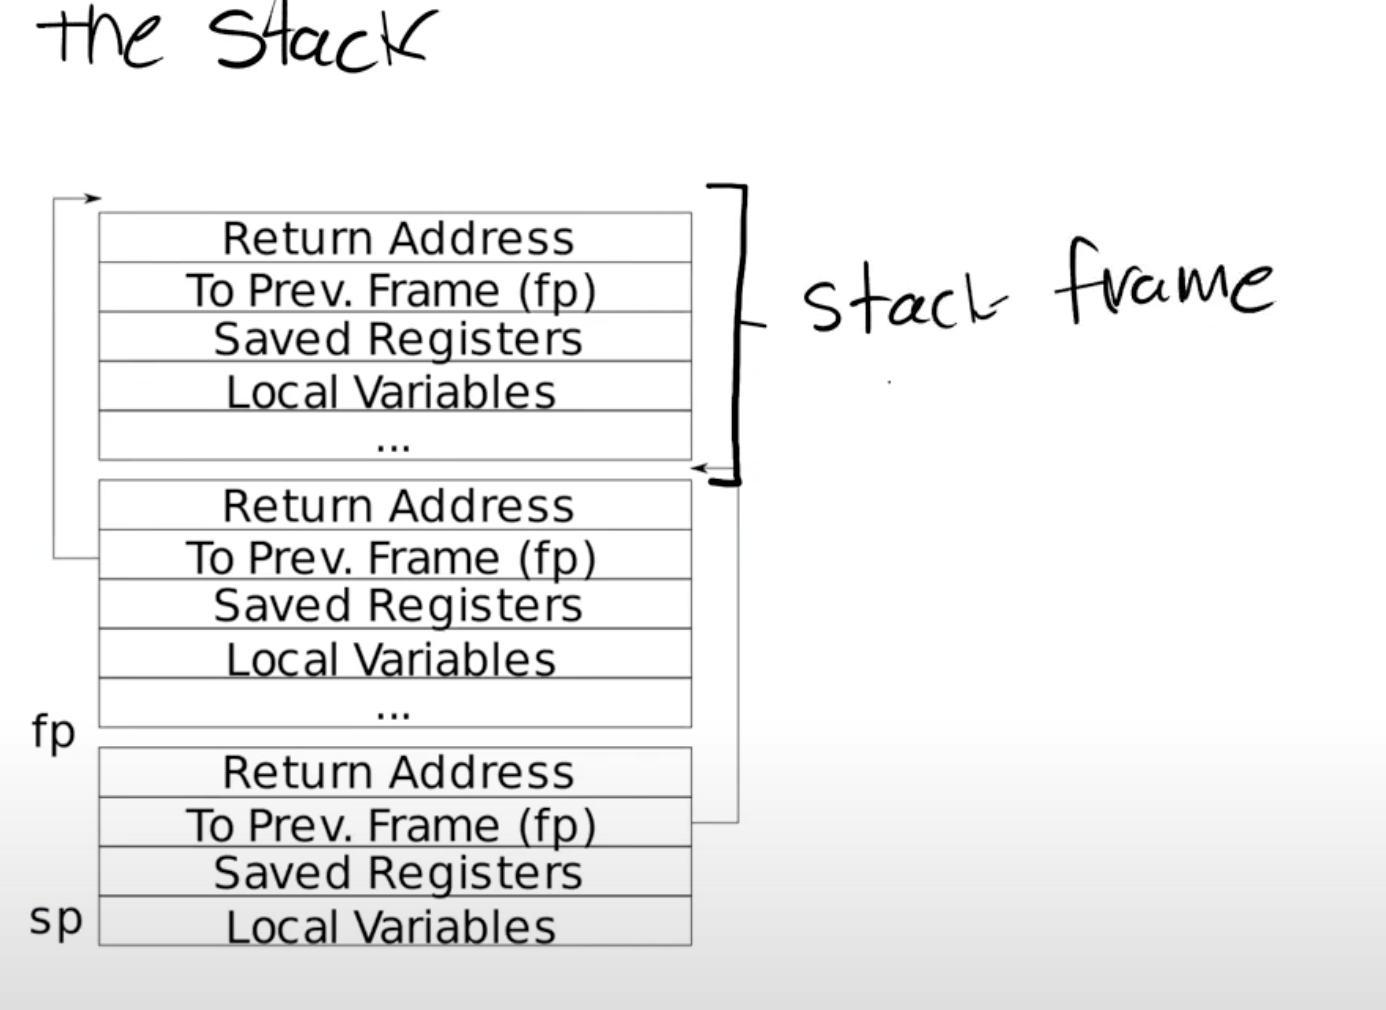 the stack
Return Address
To Prev. Frame (fp)
Saved Registers
Local Variables
...
stack frame
Return Address
To Prev. Frame (fp)
Saved Registers
Local Variables
...
fp
Return Address
To Prev. Frame (fp)
Saved Registers
sp
Local Variables